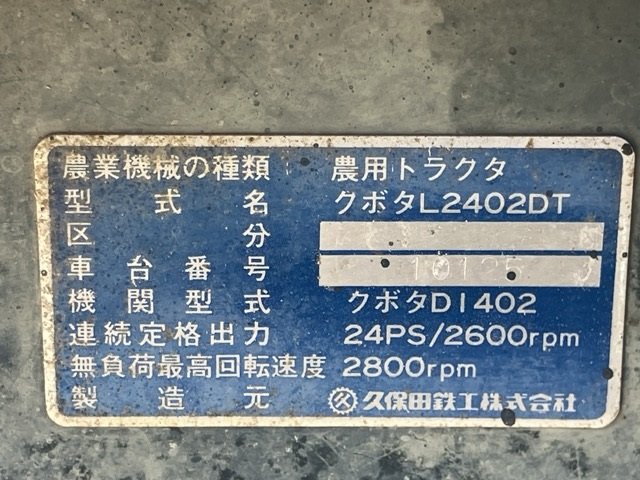 農業機械の種類 農用トラクタ
型式名 クボタL2402DT
区分
車台番号
機関型式 クボタD1402
連続定格出力 24PS/2600rpm
無負荷最高回転速度 2800rpm
製造元 久保田鉄工株式会社